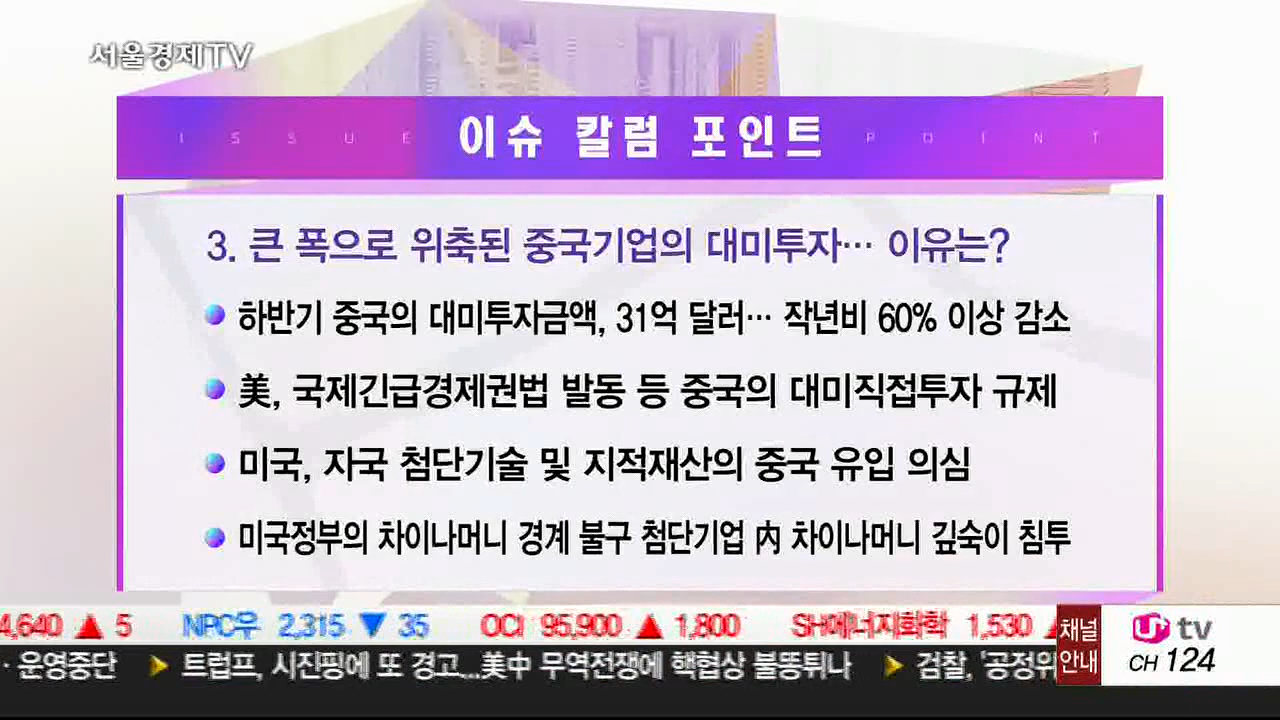 서울경제TV
ISSUE 이슈 칼럼 포인트 POINT
3. 큰 폭으로 위축된 중국기업의 대미투자… 이유는?
하반기 중국의 대미투자금액, 31억 달러… 작년비 60% 이상 감소
美, 국제긴급경제권법 발동 등 중국의 대미직접투자 규제
미국, 자국 첨단기술 및 지적재산의 중국 유입 의심
미국정부의 차이나머니 경계 불구 첨단기업 內 차이나머니 깊숙이 침투
4,640 ▲ 5 NPC우 2,315 ▼ 35 OCI 95,900 ▲ 1,800 SH에너지화학 1,530 ▲
채널 안내 U+ tv CH 124
· 운영중단 ▶ 트럼프, 시진핑에 또 경고...美中 무역전쟁에 핵협상 불똥튀나 ▶ 검찰, '공정위